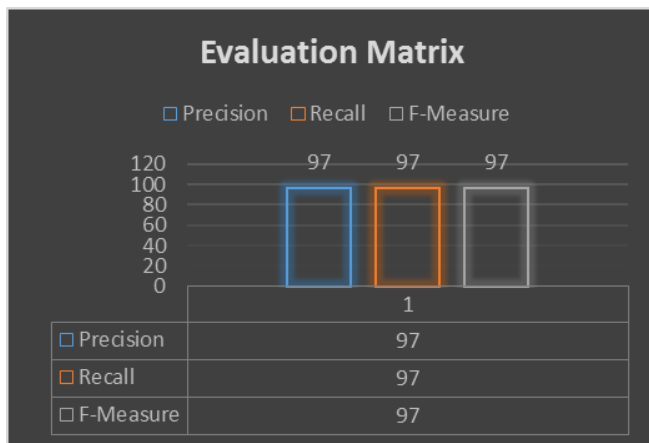 Evaluation Matrix
Precision Recall F-Measure
97 97 97
120
100
80
60
40
20
0
1
Precision 97
Recall 97
F-Measure 97